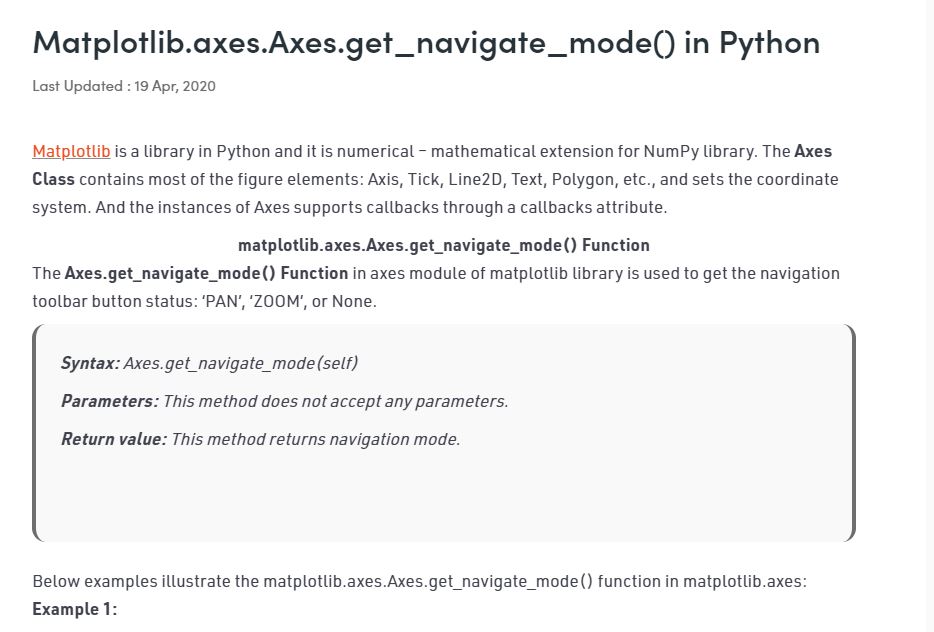 Matplotlib.axes.Axes.get_navigate_mode() in Python
Last Updated : 19 Apr, 2020
Matplotlib is a library in Python and it is numerical – mathematical extension for NumPy library. The Axes
Class contains most of the figure elements: Axis, Tick, Line2D, Text, Polygon, etc., and sets the coordinate
system. And the instances of Axes supports callbacks through a callbacks attribute.
matplotlib.axes.Axes.get_navigate_mode() Function
The Axes.get_navigate_mode() Function in axes module of matplotlib library is used to get the navigation
toolbar button status: ‘PAN’, ‘ZOOM’, or None.
Syntax: Axes.get_navigate_mode(self)
Parameters: This method does not accept any parameters.
Return value: This method returns navigation mode.
Below examples illustrate the matplotlib.axes.Axes.get_navigate_mode() function in matplotlib.axes:
Example 1: